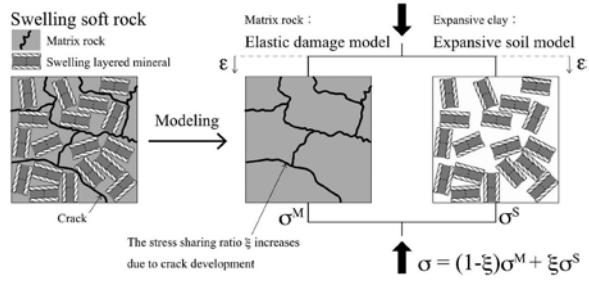 Swelling soft rock
Matrix rock
Swelling layered mineral
Crack
Modeling
Matrix rock :
Elastic damage model
ε
Expansive clay :
Expansive soil model
ε
σᴹ
σˢ
The stress sharing ratio ξ increases
due to crack development
σ = (1-ξ)σᴹ + ξσˢ